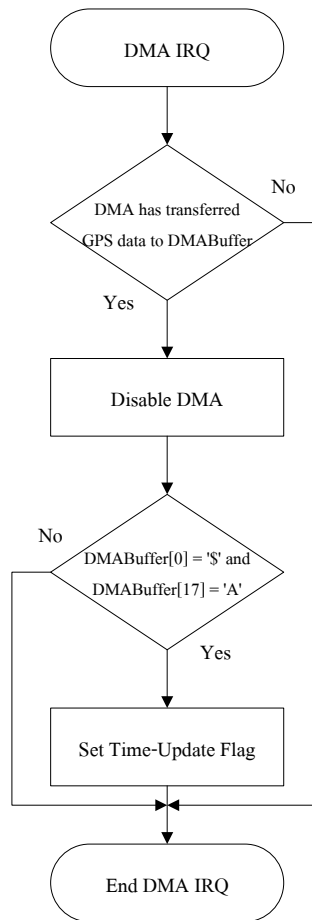 DMA IRQ
No
DMA has transferred
GPS data to DMABuffer
Yes
Disable DMA
No
DMABuffer[0] = '$' and
DMABuffer[17] = 'A'
Yes
Set Time-Update Flag
End DMA IRQ